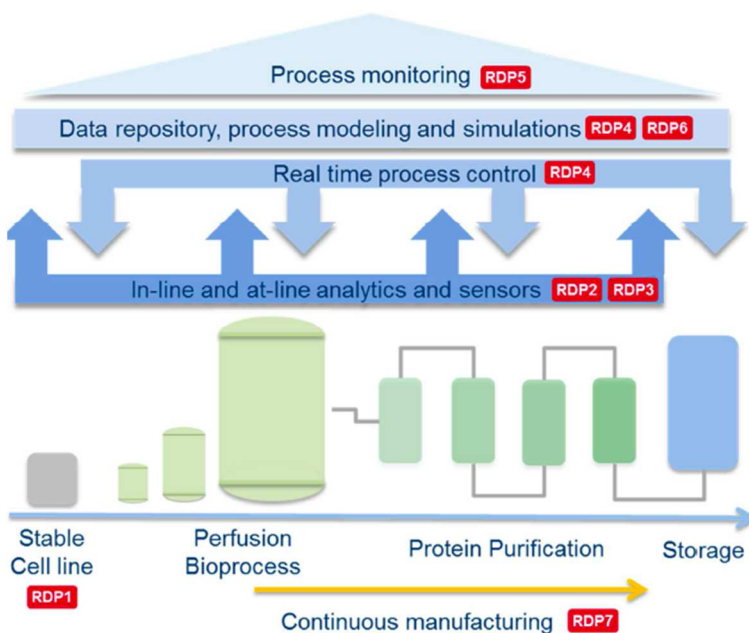 Process monitoring RDP5
Data repository, process modeling and simulations RDP4 RDP6
Real time process control RDP4
In-line and at-line analytics and sensors RDP2 RDP3
Stable
Cell line
RDP1
Perfusion
Bioprocess
Protein Purification
Storage
Continuous manufacturing RDP7